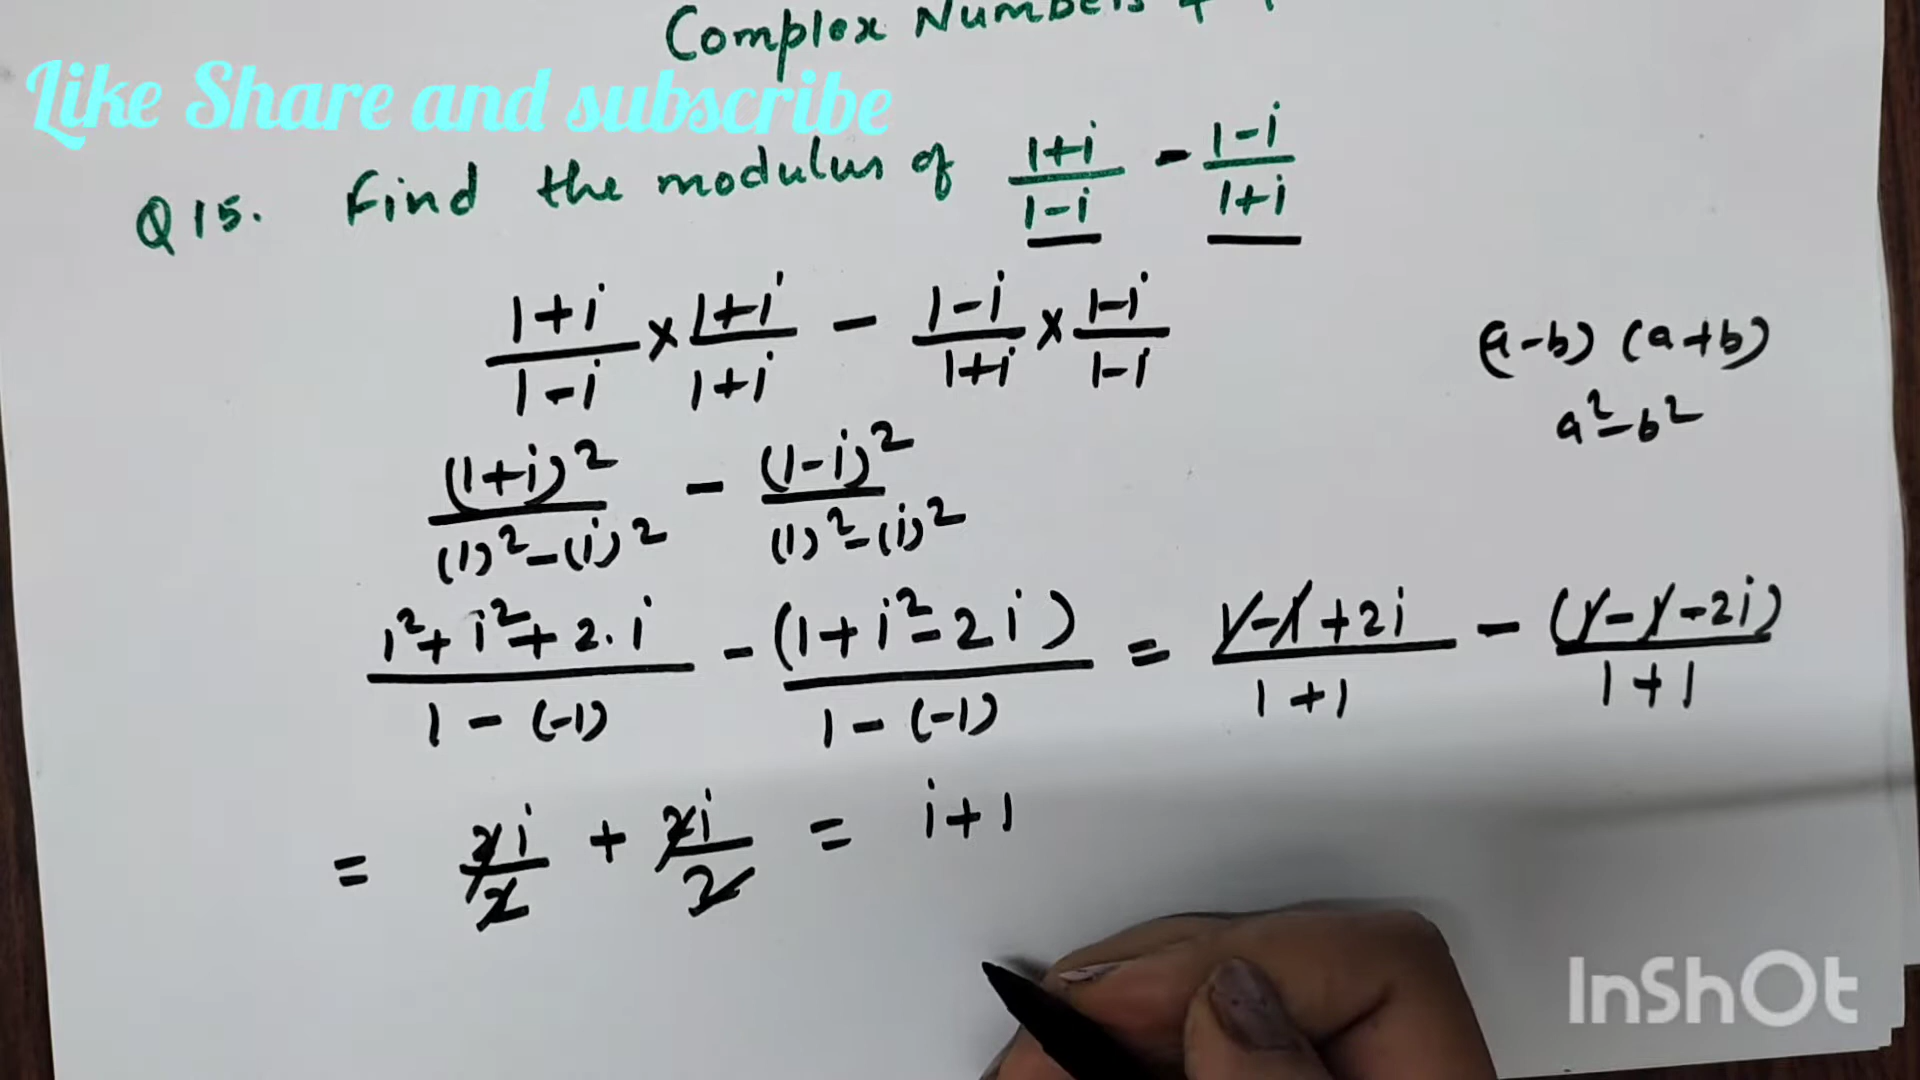 Complex Numbers
Like Share and subscribe
Q15. Find the modulus of (1+i)/(1-i) - (1-i)/(1+i)
(1+i)/(1-i) × (1+i)/(1+i) - (1-i)/(1+i) × (1-i)/(1-i)
(a-b) (a+b)
a²-b²
(1+i)²/((1)²-(i)²) - (1-i)²/((1)²-(i)²)
(1²+i²+2.i)/(1-(-1)) - (1+i²-2i)/(1-(-1)) = (1-1+2i)/(1+1) - (1-1-2i)/(1+1)
= 2i/2 + 2i/2 = i+1
InShOt